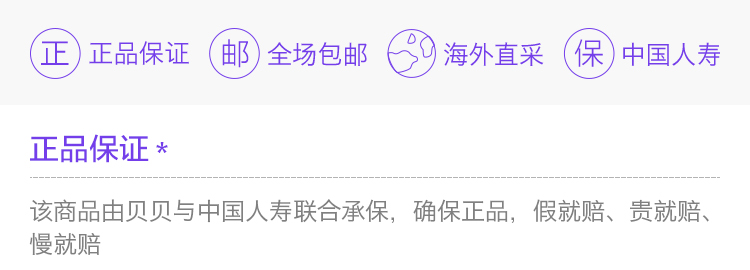 正 正品保证 邮 全场包邮 海外直采 保 中国人寿
正品保证 *
该商品由贝贝与中国人寿联合承保，确保正品，假就赔、贵就赔、
慢就赔